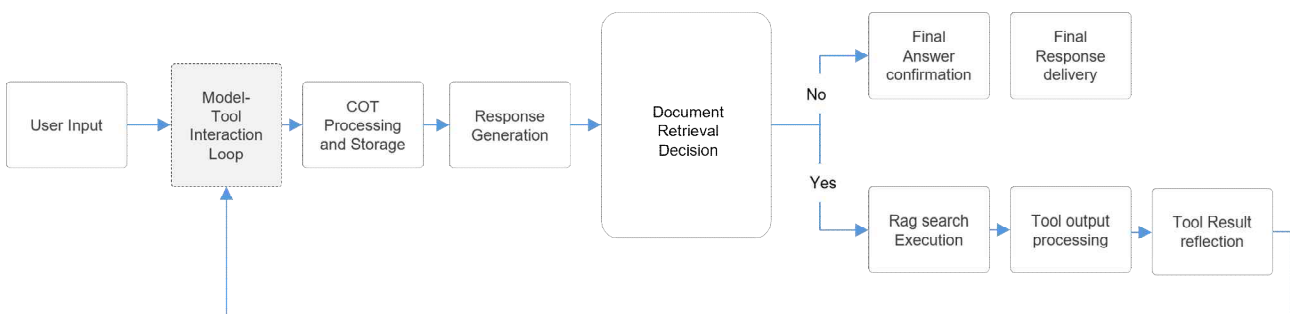 User Input
Model-
Tool
Interaction
Loop
COT
Processing
and Storage
Response
Generation
Document
Retrieval
Decision
No
Final
Answer
confirmation
Final
Response
delivery
Yes
Rag search
Execution
Tool output
processing
Tool Result
reflection